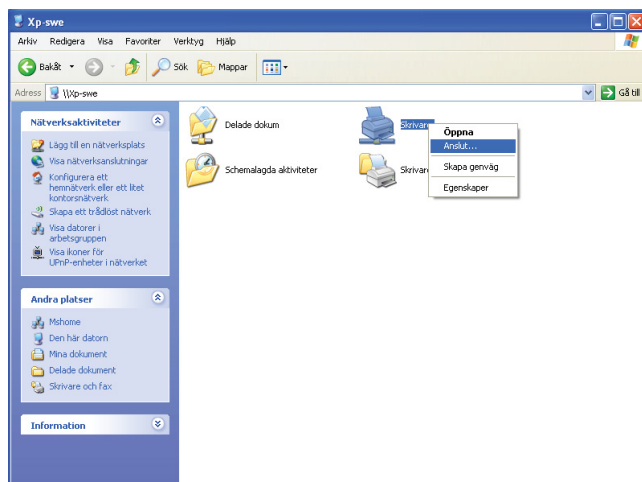 Xp-swe
Arkiv Redigera Visa Favoriter Verktyg Hjälp
Bakåt Sök Mappar
Adress \\Xp-swe Gå till
Nätverksaktiviteter
Lägg till en nätverksplats
Visa nätverksanslutningar
Konfigurera ett
hemnätverk eller ett litet
kontorsnätverk
Skapa ett trådlöst nätverk
Visa datorer i
arbetsgruppen
Visa ikoner för
UPnP-enheter i nätverket
Andra platser
Mshome
Den här datorn
Mina dokument
Delade dokument
Skrivare och fax
Information
Delade dokum
Skrivare
Schemalagda aktiviteter
Skrivare
Öppna
Anslut...
Skapa genväg
Egenskaper